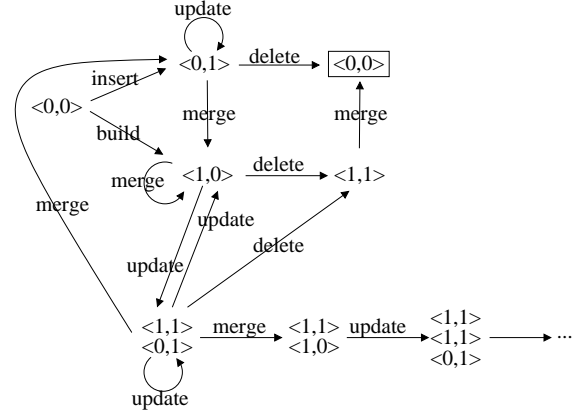 update
<0,1>
delete
<0,0>
insert
<0,0>
merge
merge
build
merge
<1,0>
delete
<1,1>
merge
update
delete
update
<1,1>
<0,1>
merge
<1,1>
<1,0>
update
<1,1>
<1,1>
<0,1>
...
update